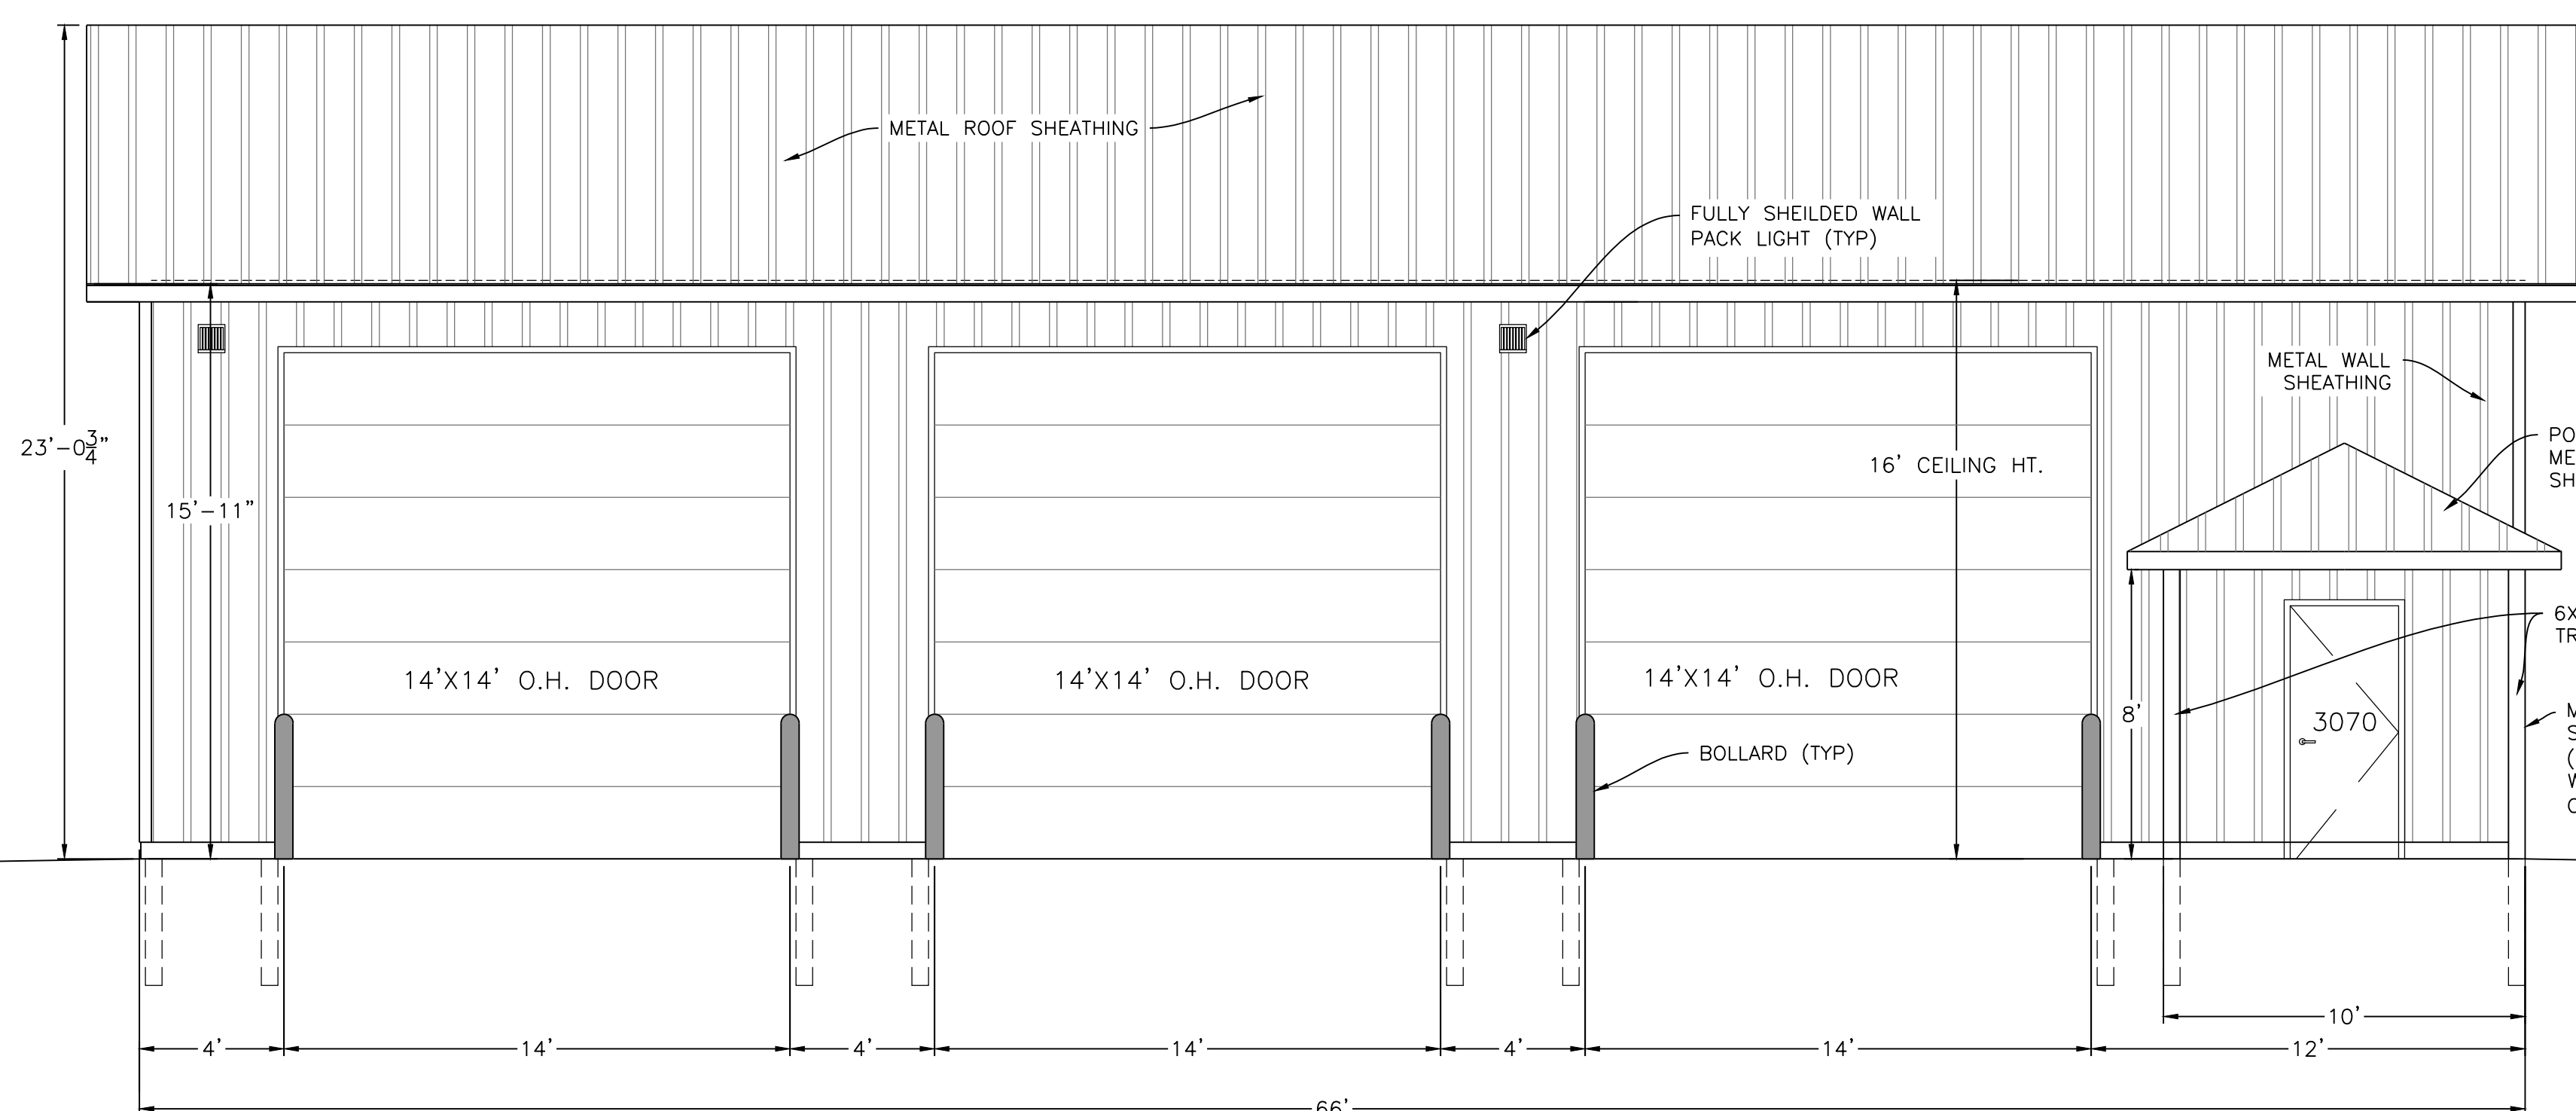 METAL ROOF SHEATHING
FULLY SHEILDED WALL
PACK LIGHT (TYP)
METAL WALL
SHEATHING
23'-0 3/4"
15'-11"
16' CEILING HT.
14'X14' O.H. DOOR
14'X14' O.H. DOOR
14'X14' O.H. DOOR
8'
3070
BOLLARD (TYP)
10'
4'
14'
4'
14'
4'
14'
12'
66'